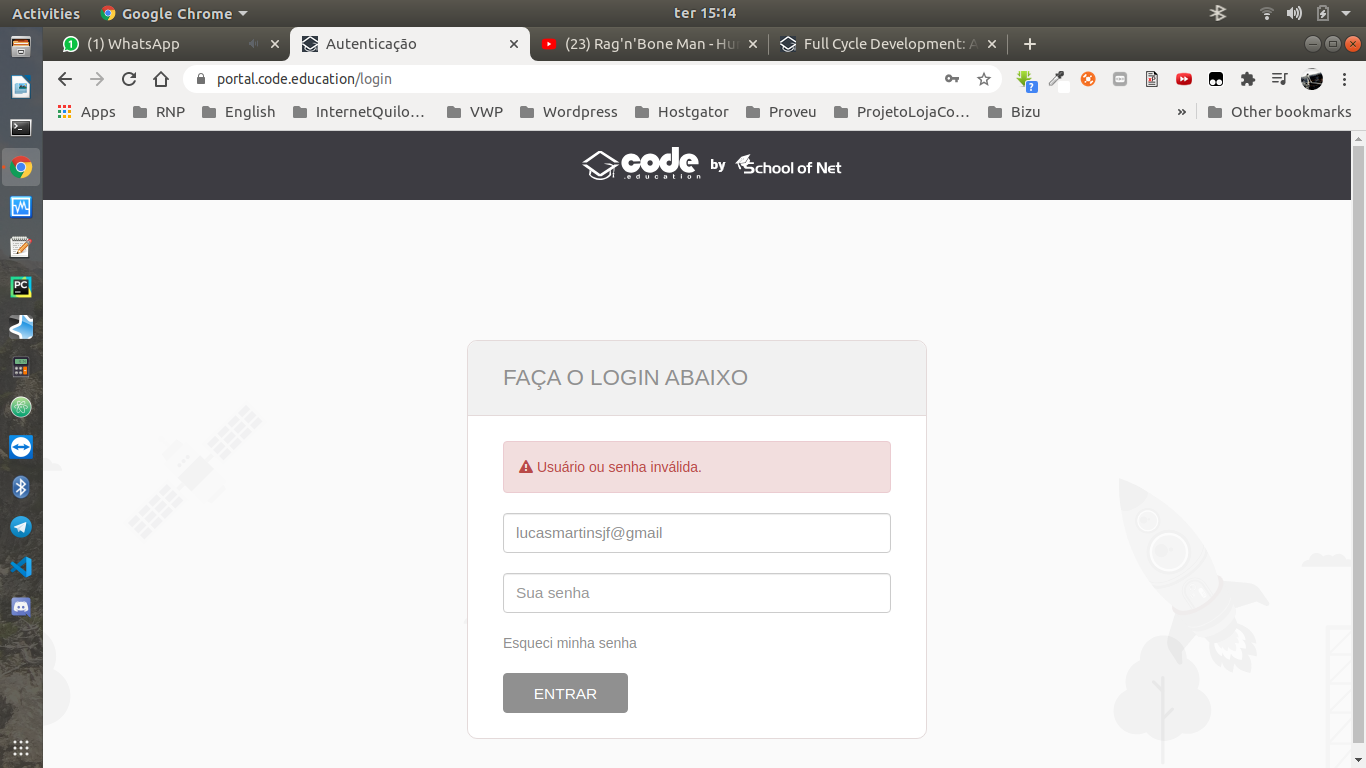 Activities
Google Chrome
ter 15:14
(1) WhatsApp
Autenticação
(23) Rag'n'Bone Man - Hu
Full Cycle Development: A
portal.code.education/login
Apps
RNP
English
InternetQuilo…
VWP
Wordpress
Hostgator
Proveu
ProjetoLojaCo…
Bizu
»
Other bookmarks
code
.education
by
School of Net
FAÇA O LOGIN ABAIXO
Usuário ou senha inválida.
lucasmartinsjf@gmail
Sua senha
Esqueci minha senha
ENTRAR